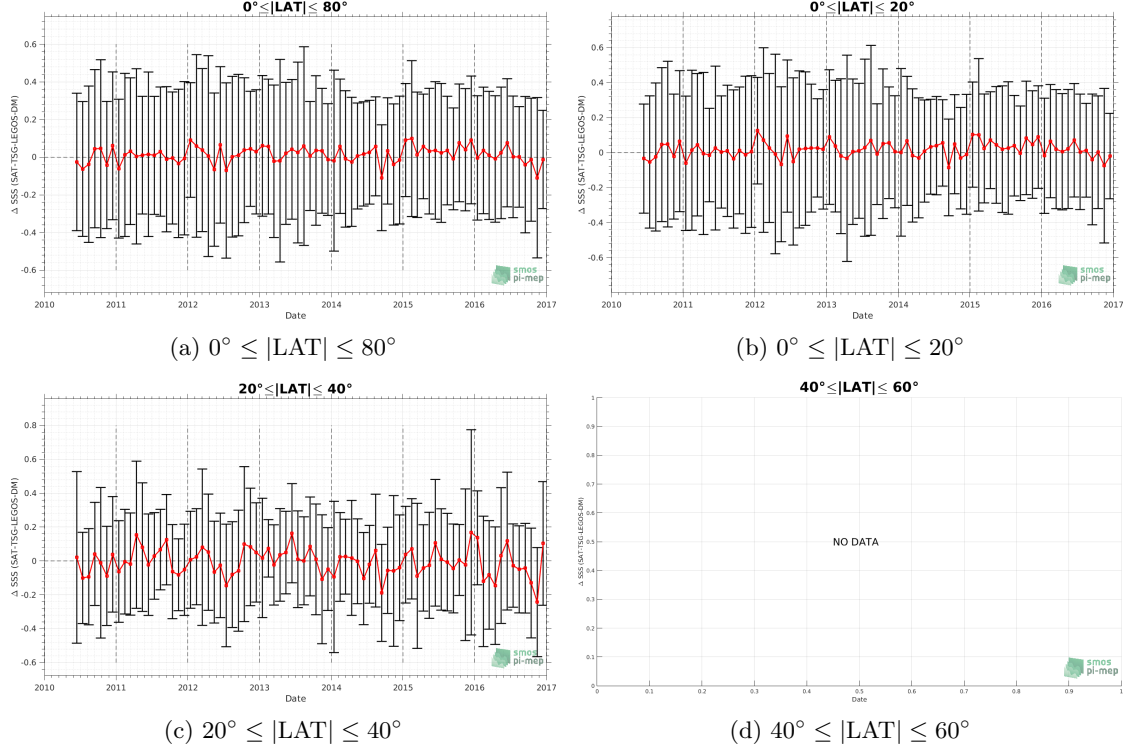 0°≤|LAT|≤ 80°
Δ SSS (SAT-TSG-LEGOS-DM)
0.6
0.4
0.2
0
-0.2
-0.4
-0.6
2010 2011 2012 2013 2014 2015 2016 2017
Date
smos
pi-mep
(a) 0° ≤ |LAT| ≤ 80°
0°≤|LAT|≤ 20°
Δ SSS (SAT-TSG-LEGOS-DM)
0.6
0.4
0.2
0
-0.2
-0.4
-0.6
2010 2011 2012 2013 2014 2015 2016 2017
Date
smos
pi-mep
(b) 0° ≤ |LAT| ≤ 20°
20°≤|LAT|≤ 40°
Δ SSS (SAT-TSG-LEGOS-DM)
0.8
0.6
0.4
0.2
0
-0.2
-0.4
-0.6
2010 2011 2012 2013 2014 2015 2016 2017
Date
smos
pi-mep
(c) 20° ≤ |LAT| ≤ 40°
40°≤|LAT|≤ 60°
Δ SSS (SAT-TSG-LEGOS-DM)
1
0.9
0.8
0.7
0.6
0.5
0.4
0.3
0.2
0.1
0
NO DATA
0 0.1 0.2 0.3 0.4 0.5 0.6 0.7 0.8 0.9 1
Date
smos
pi-mep
(d) 40° ≤ |LAT| ≤ 60°